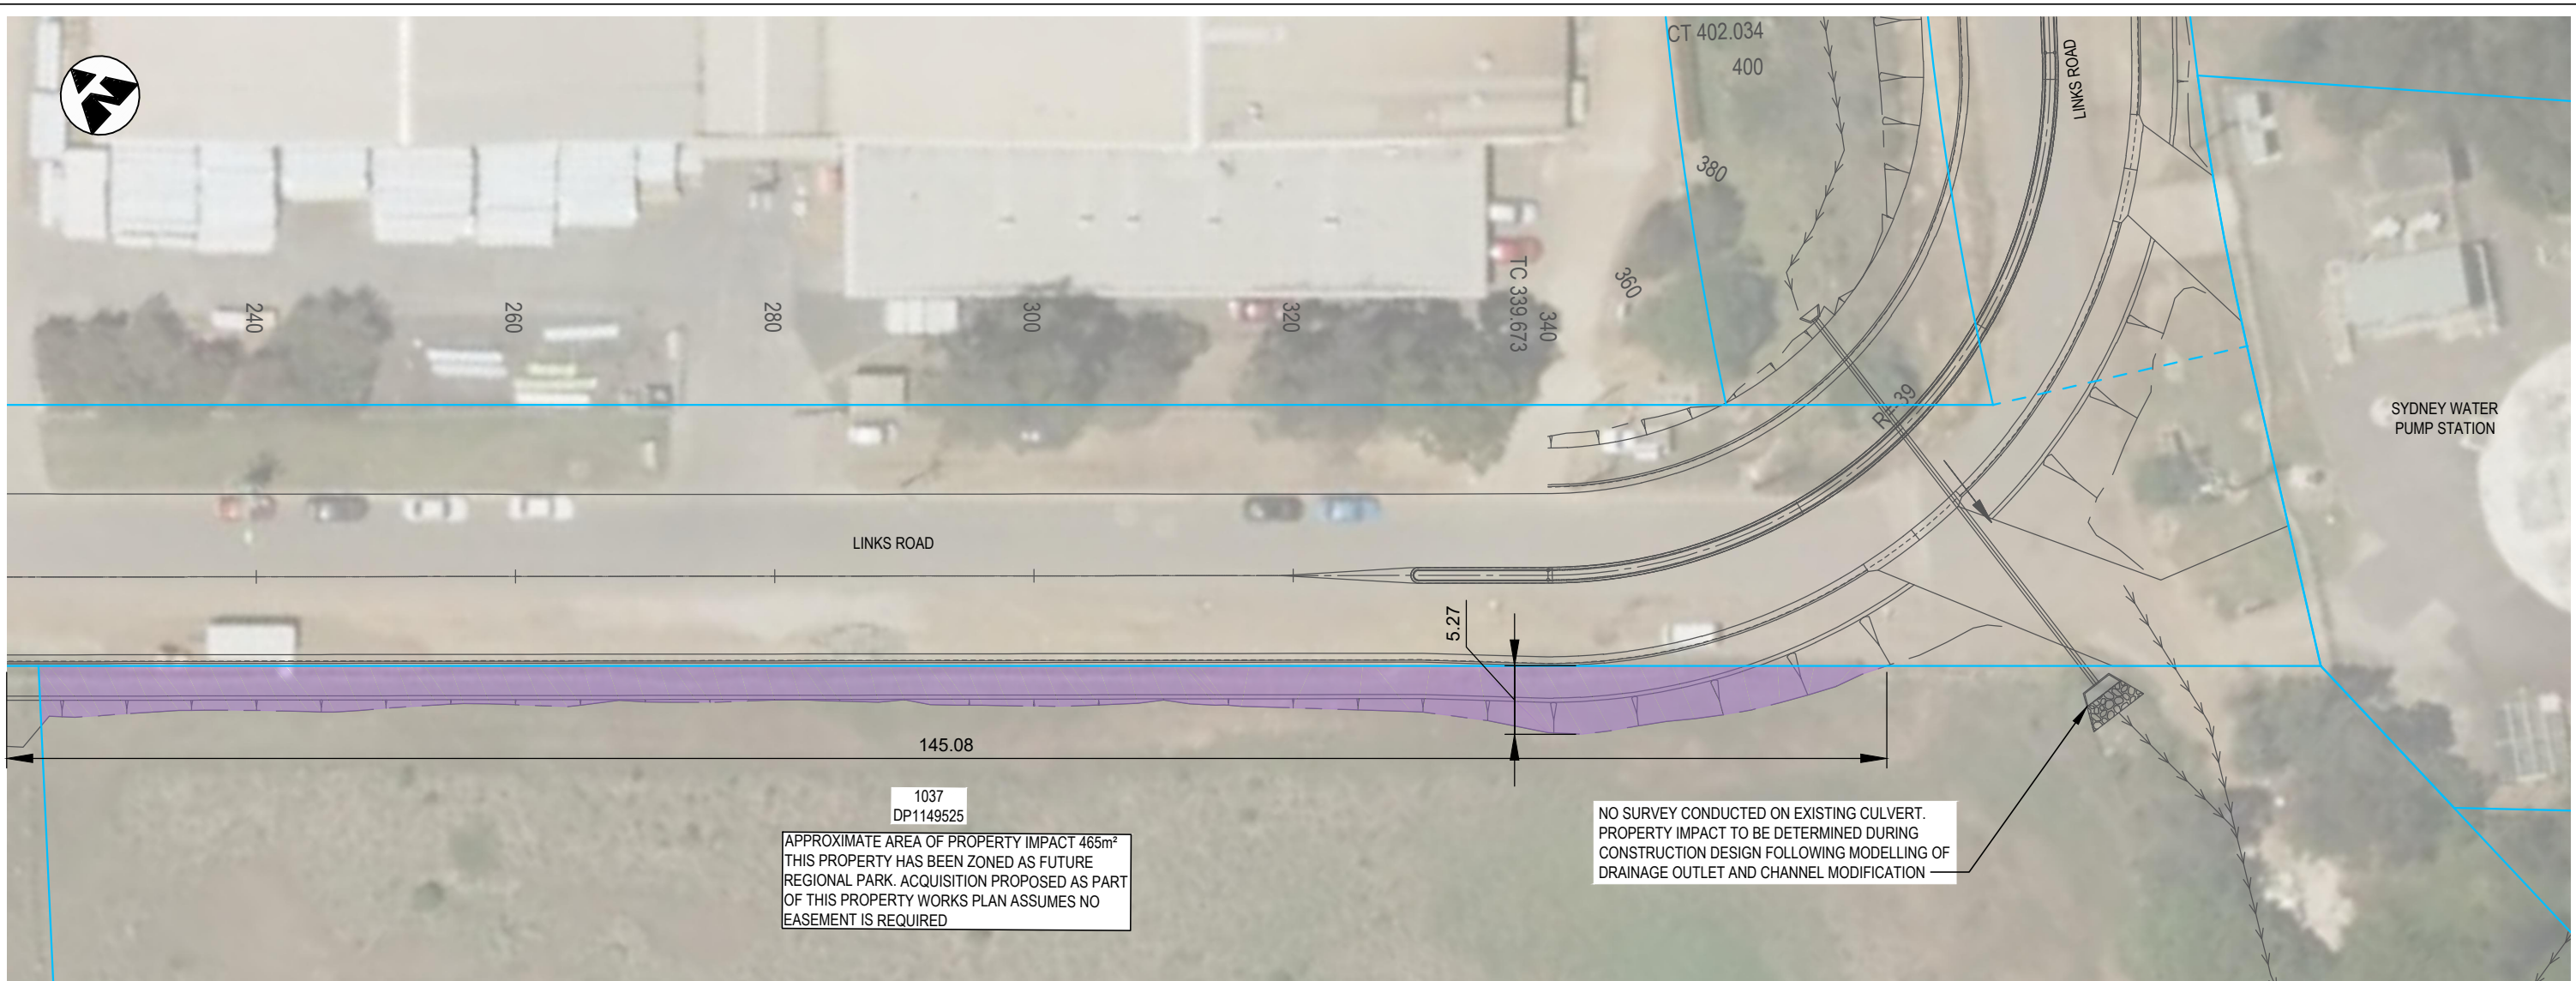 CT 402.034
400
LINKS ROAD
380
360
240
260
280
300
320
TC 339.673
340
R= 39
SYDNEY WATER
PUMP STATION
LINKS ROAD
5.27
145.08
1037
DP1149525
APPROXIMATE AREA OF PROPERTY IMPACT 465m²
THIS PROPERTY HAS BEEN ZONED AS FUTURE
REGIONAL PARK. ACQUISITION PROPOSED AS PART
OF THIS PROPERTY WORKS PLAN ASSUMES NO
EASEMENT IS REQUIRED
NO SURVEY CONDUCTED ON EXISTING CULVERT.
PROPERTY IMPACT TO BE DETERMINED DURING
CONSTRUCTION DESIGN FOLLOWING MODELLING OF
DRAINAGE OUTLET AND CHANNEL MODIFICATION